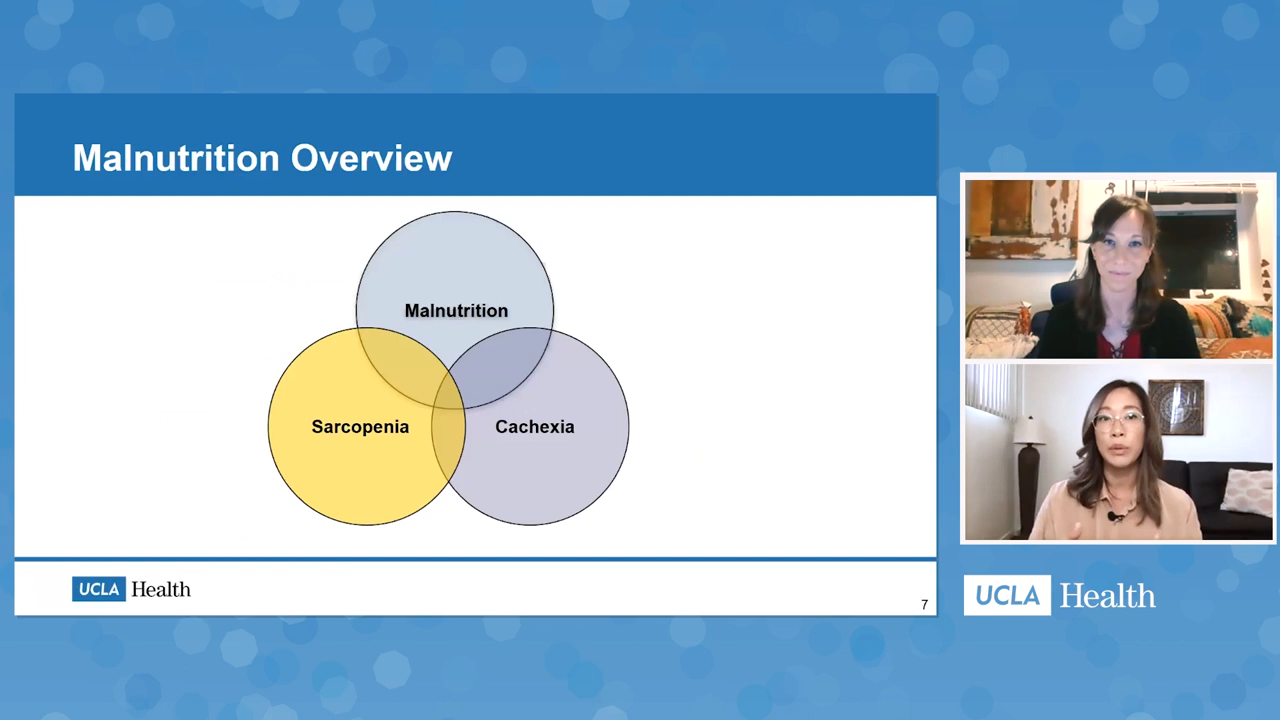 Malnutrition Overview
Malnutrition
Sarcopenia
Cachexia
UCLA Health
7
UCLA Health